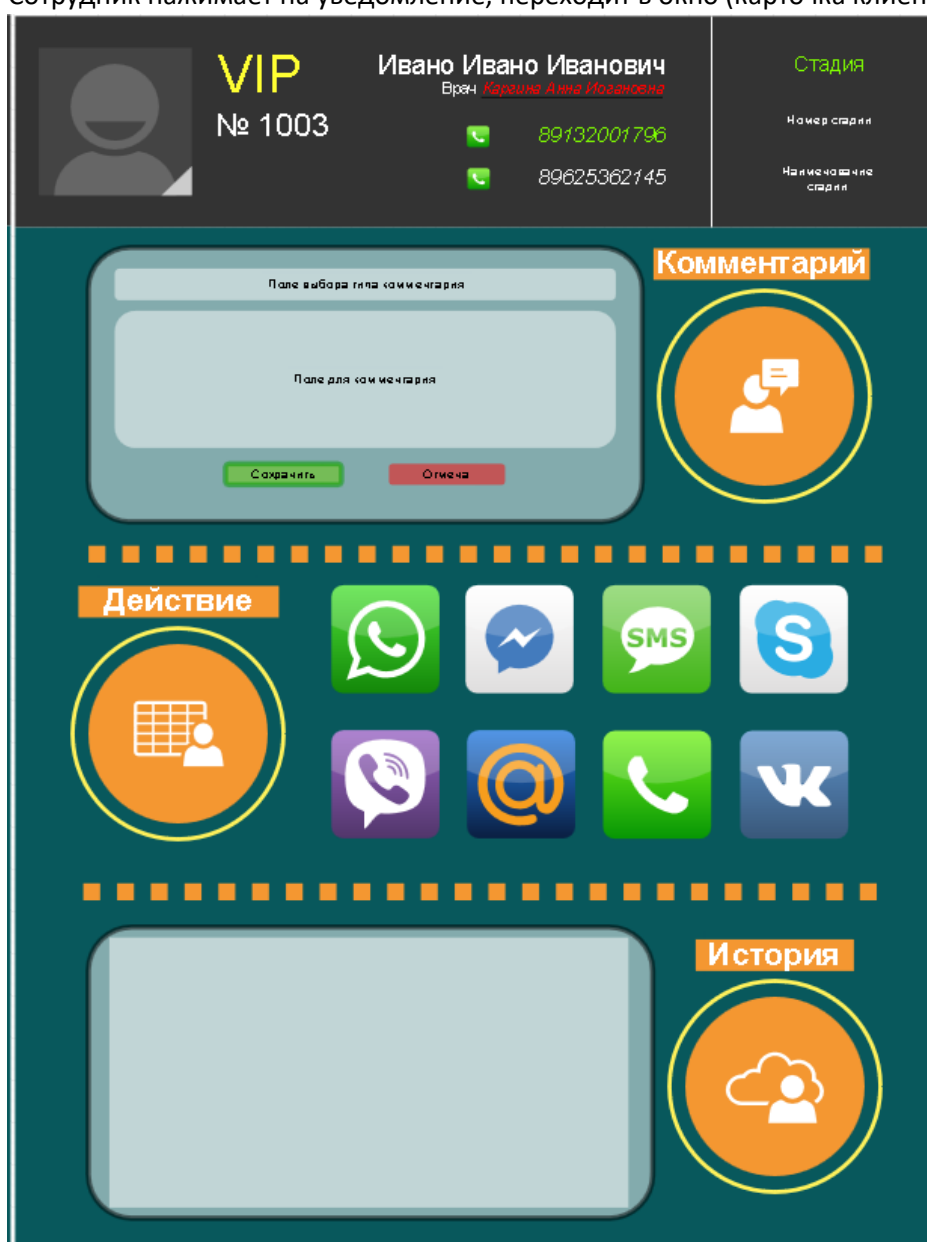 Сотрудник нажимает на уведомление, переходит в окно (карточка клиен
VIP
№ 1003
Ивано Ивано Иванович
Врач Каргина Анна Иогановна
89132001796
89625362145
Стадия
Номер стадии
Наименование
стадии
Комментарий
Поле выбора типа комментария
Поле для комментария
Сохранить
Отмена
Действие
SMS
История